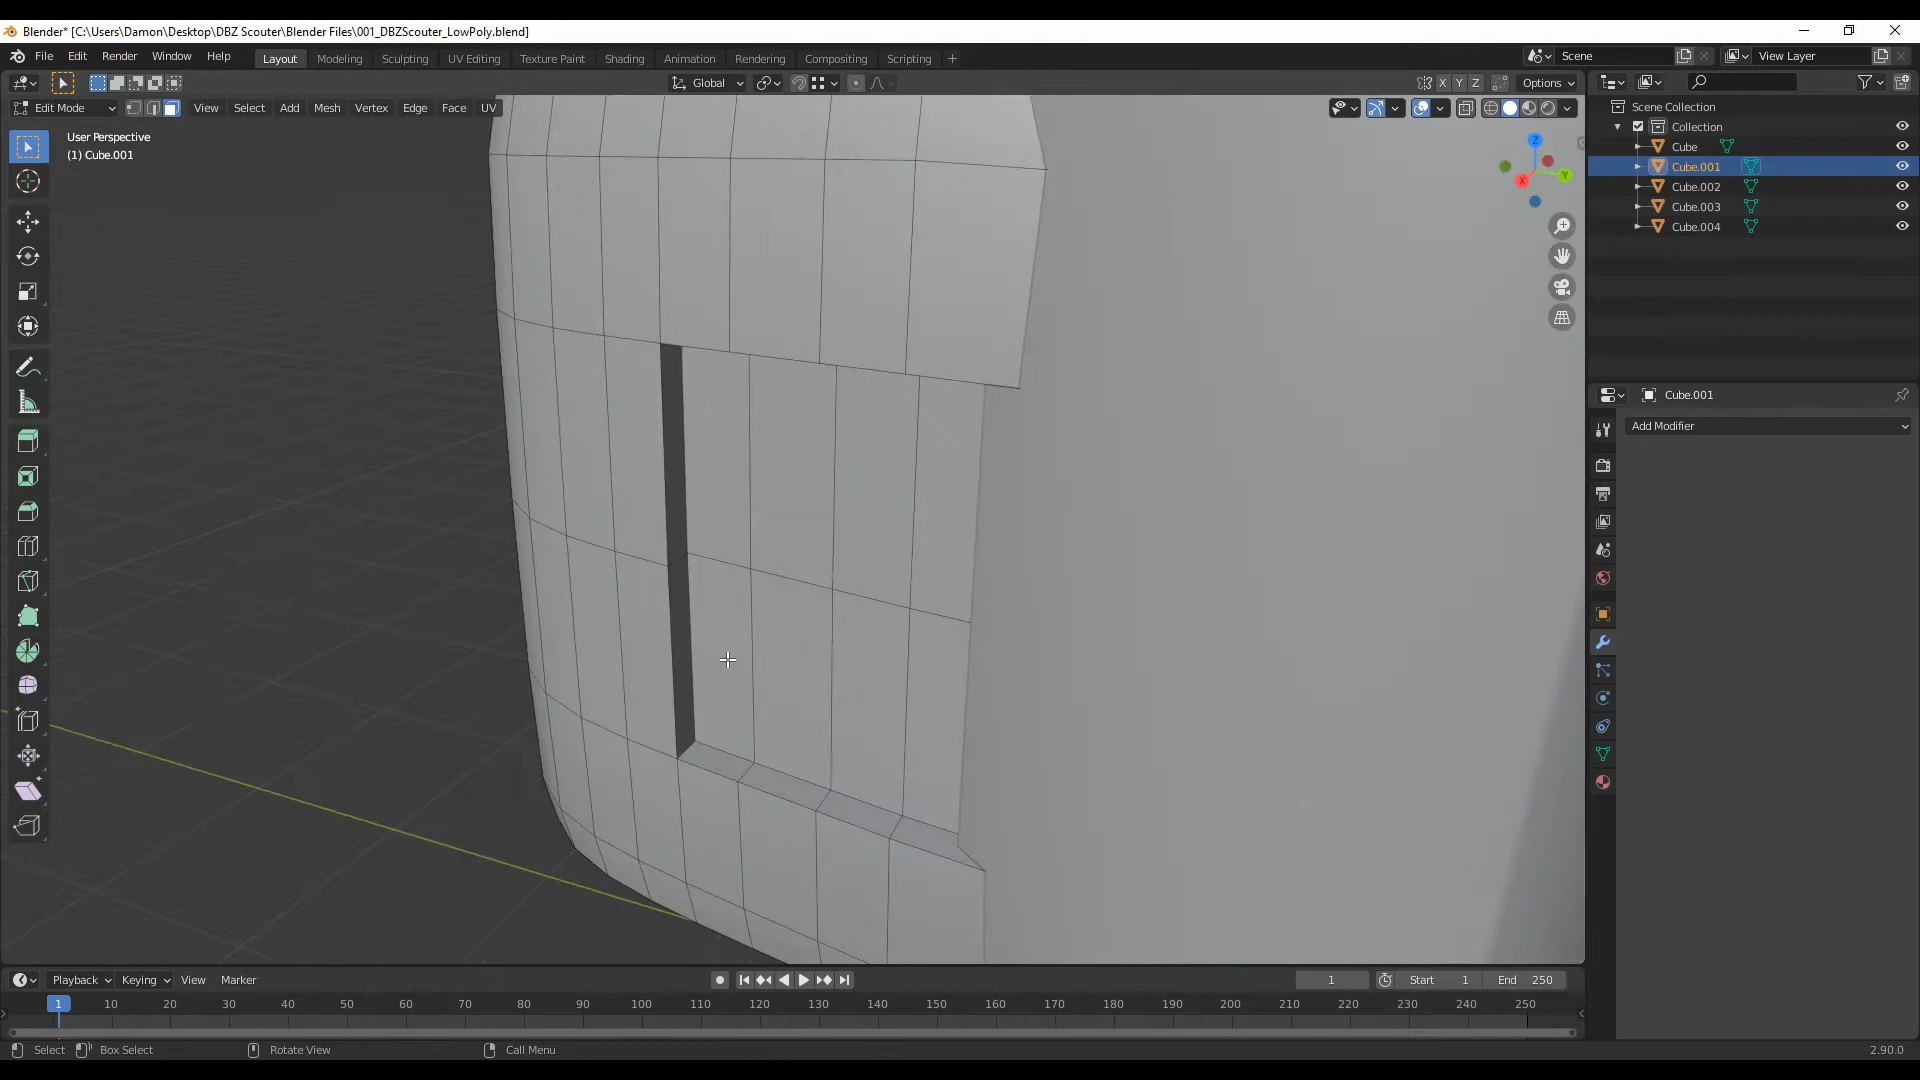 Blender* [C:\Users\Damon\Desktop\DBZ Scouter\Blender Files\001_DBZScouter_LowPoly.blend]
File Edit Render Window Help Layout Modeling Sculpting UV Editing Texture Paint Shading Animation Rendering Compositing Scripting + Scene View Layer
Global X Y Z Options
Edit Mode View Select Add Mesh Vertex Edge Face UV
User Perspective
(1) Cube.001
Z
Y
X
Scene Collection
Collection
Cube
Cube.001
Cube.002
Cube.003
Cube.004
Cube.001
Add Modifier
Playback Keying View Marker 1 Start 1 End 250
1 10 20 30 40 50 60 70 80 90 100 110 120 130 140 150 160 170 180 190 200 210 220 230 240 250
Select Box Select Rotate View Call Menu 2.90.0